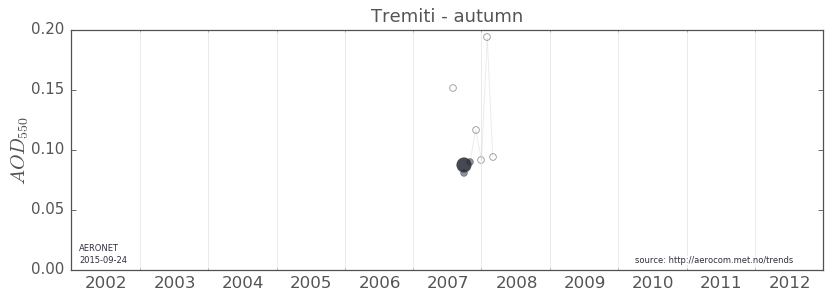 Tremiti - autumn
0.20
0.15
0.10
0.05
0.00
AOD550
AERONET
2015-09-24
source: http://aerocom.met.no/trends
2002 2003 2004 2005 2006 2007 2008 2009 2010 2011 2012